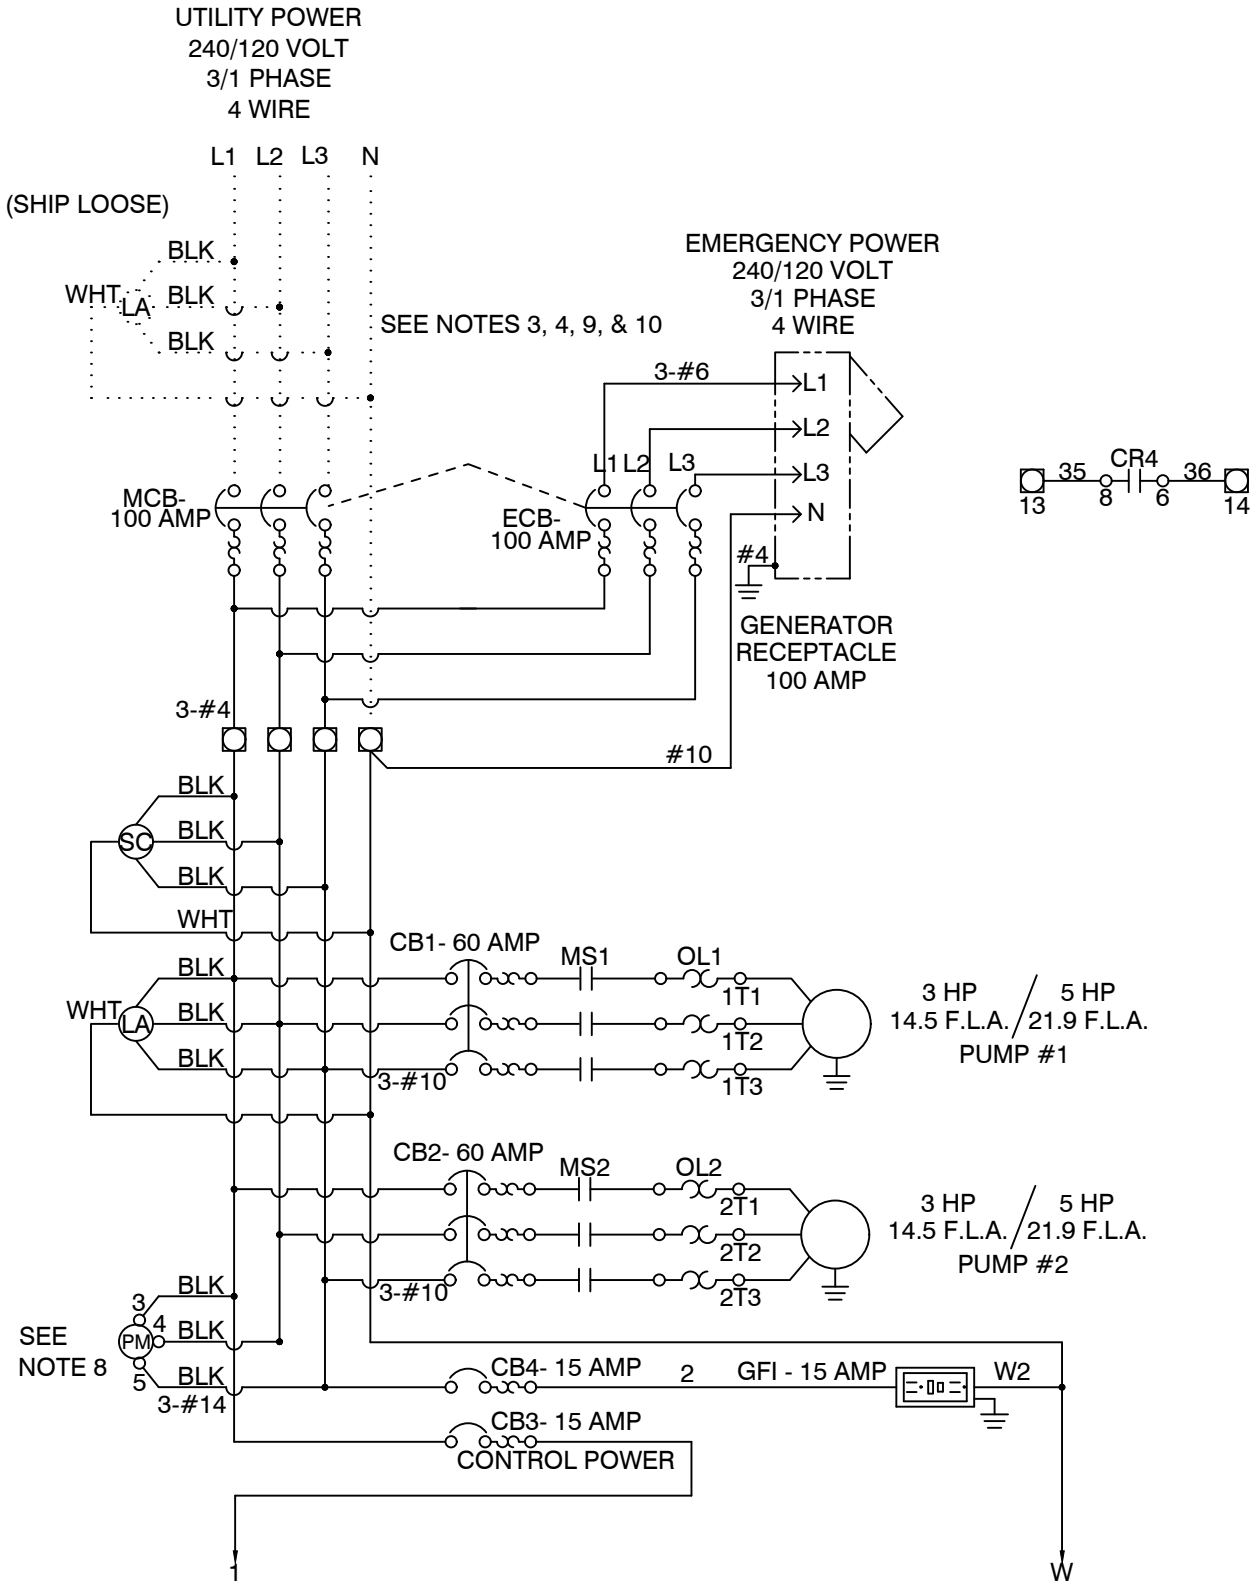 UTILITY POWER
240/120 VOLT
3/1 PHASE
4 WIRE
L1 L2 L3 N
(SHIP LOOSE)
BLK
WHT LA BLK
BLK
SEE NOTES 3, 4, 9, & 10
EMERGENCY POWER
240/120 VOLT
3/1 PHASE
4 WIRE
3-#6
L1
L2
L3
N
L1 L2 L3
MCB-
100 AMP
ECB-
100 AMP
#4
35 CR4 36
13 8 6 14
GENERATOR
RECEPTACLE
100 AMP
3-#4
#10
BLK
SC BLK
BLK
WHT
CB1- 60 AMP
MS1 OL1
BLK
WHT LA BLK
BLK
3-#10
1T1
1T2
1T3
3 HP / 5 HP
14.5 F.L.A. 21.9 F.L.A.
PUMP #1
CB2- 60 AMP
MS2 OL2
3-#10
2T1
2T2
2T3
3 HP / 5 HP
14.5 F.L.A. 21.9 F.L.A.
PUMP #2
SEE
NOTE 8
3 BLK
PM 4 BLK
5 BLK
3-#14
CB4- 15 AMP 2 GFI - 15 AMP W2
CB3- 15 AMP
CONTROL POWER
1 W